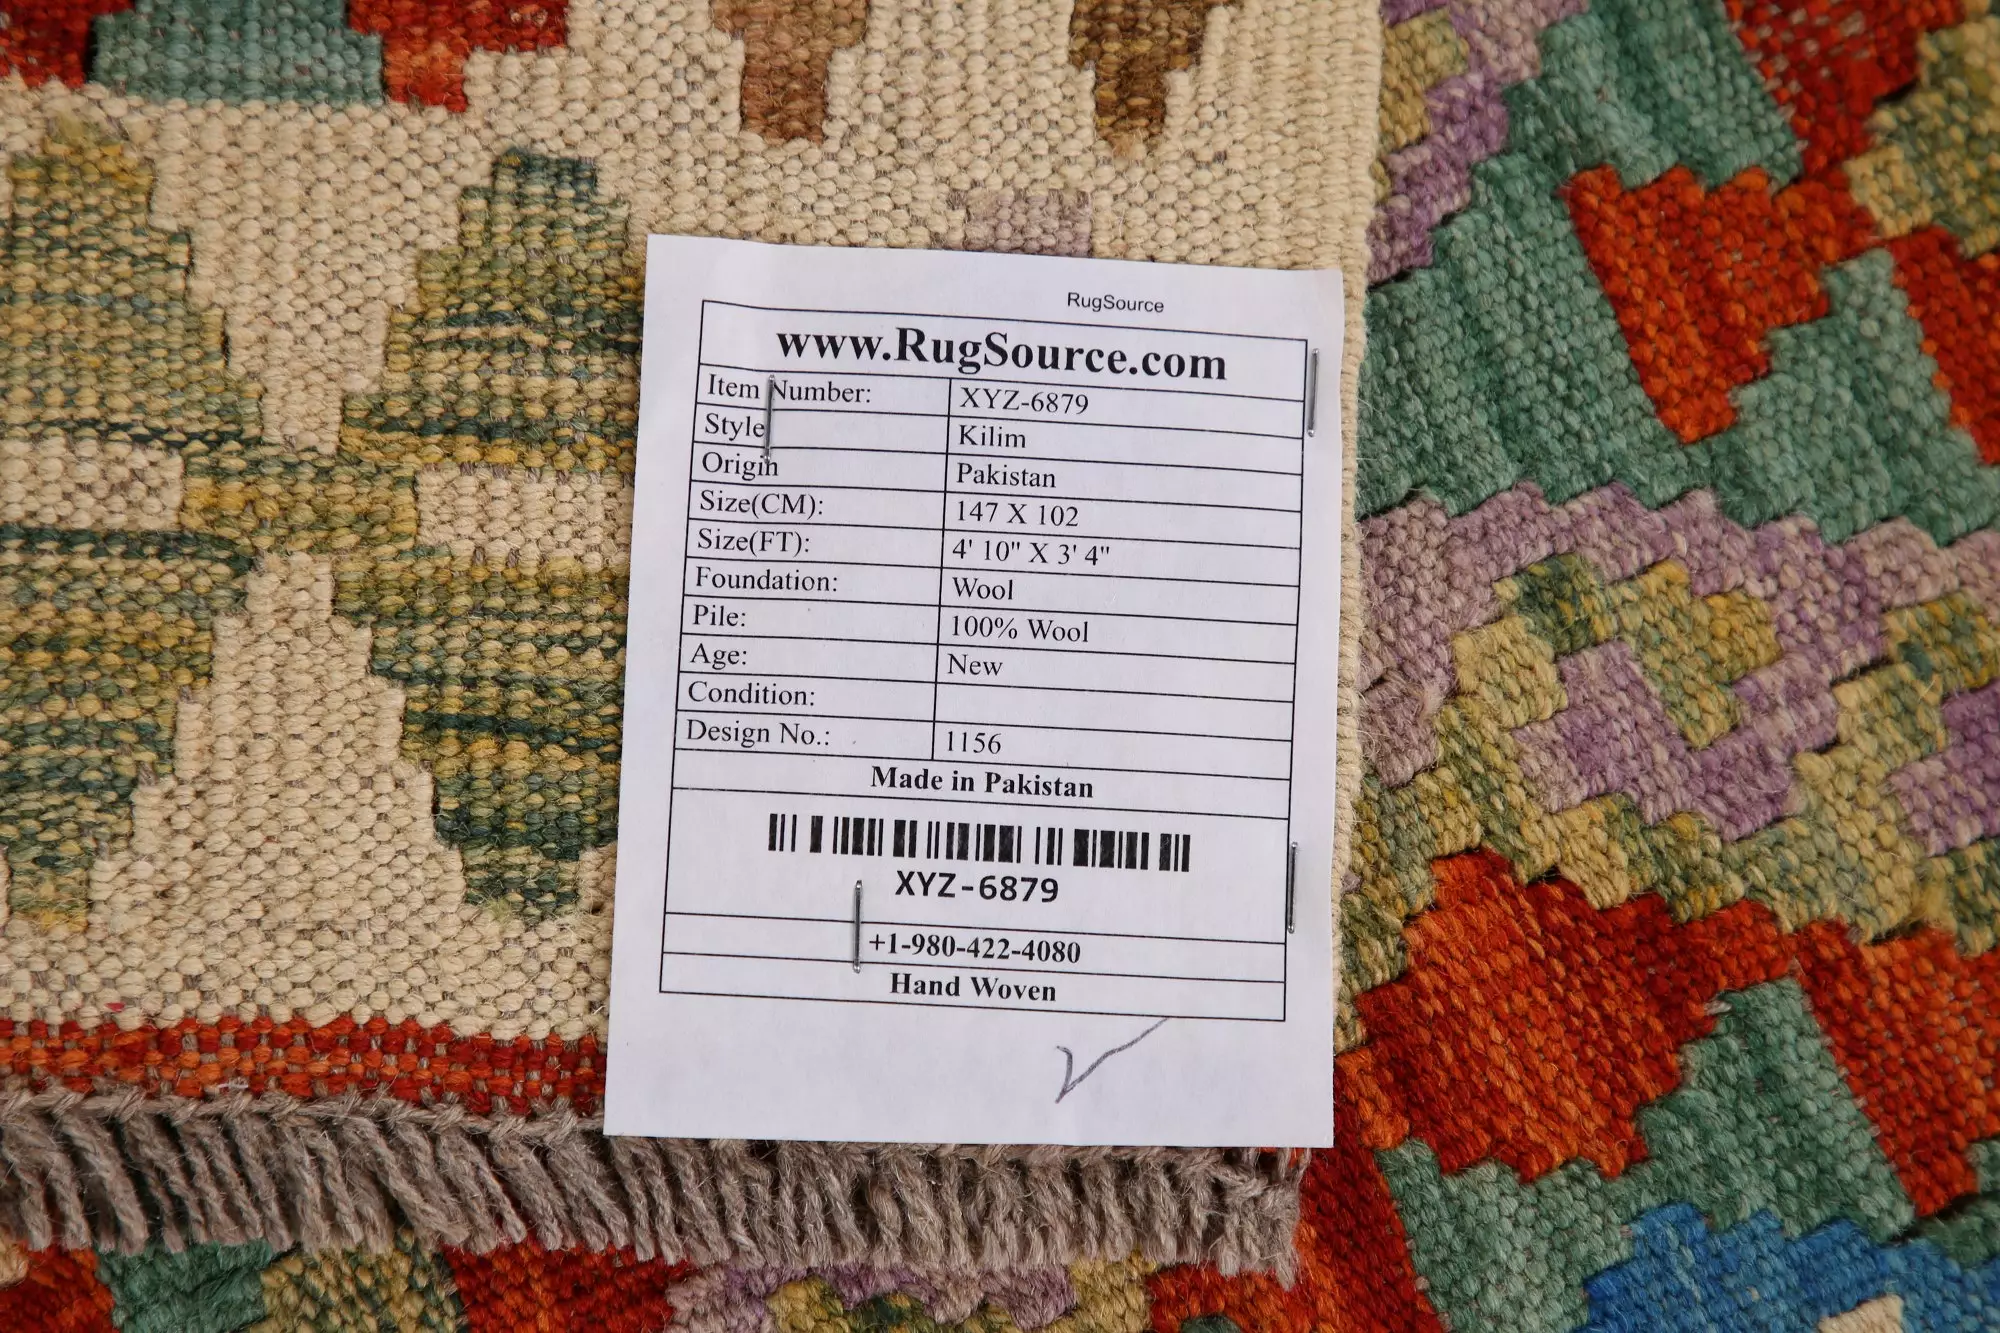 RugSource
www.RugSource.com
Item Number: XYZ-6879
Style Kilim
Origin Pakistan
Size(CM): 147 X 102
Size(FT): 4' 10" X 3' 4"
Foundation: Wool
Pile: 100% Wool
Age: New
Condition:
Design No.: 1156
Made in Pakistan
XYZ-6879
+1-980-422-4080
Hand Woven